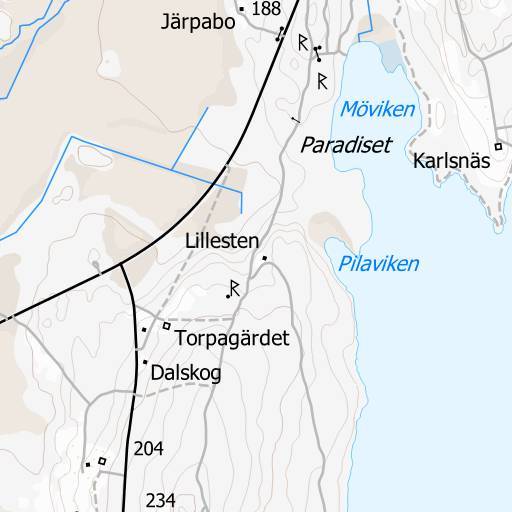 188
Järpabo
Möviken
Paradiset
Karlsnäs
Lillesten
Pilaviken
Torpagärdet
Dalskog
204
234